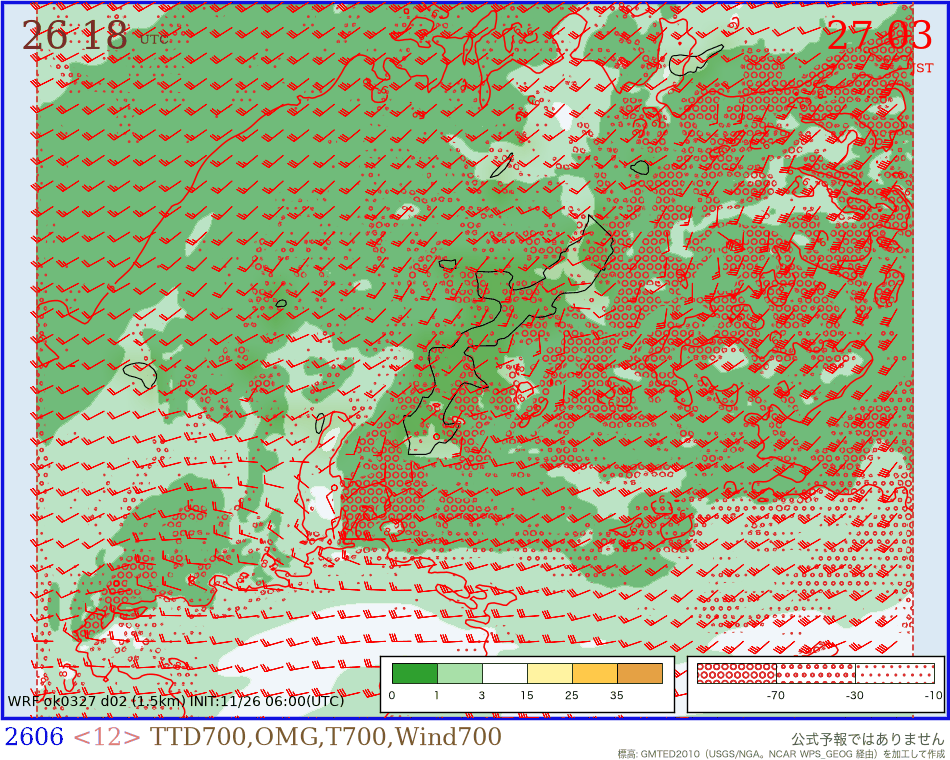 26 18 UTC
27 03 JST
0 1 3 15 25 35
-70 -30 -10
WRF ok0327 d02 (1.5km) INIT:11/26 06:00(UTC)
2606 <12> TTD700,OMG,T700,Wind700
公式予報ではありません
標高: GMTED2010（USGS/NGA。NCAR WPS_GEOG 経由）を加工して作成